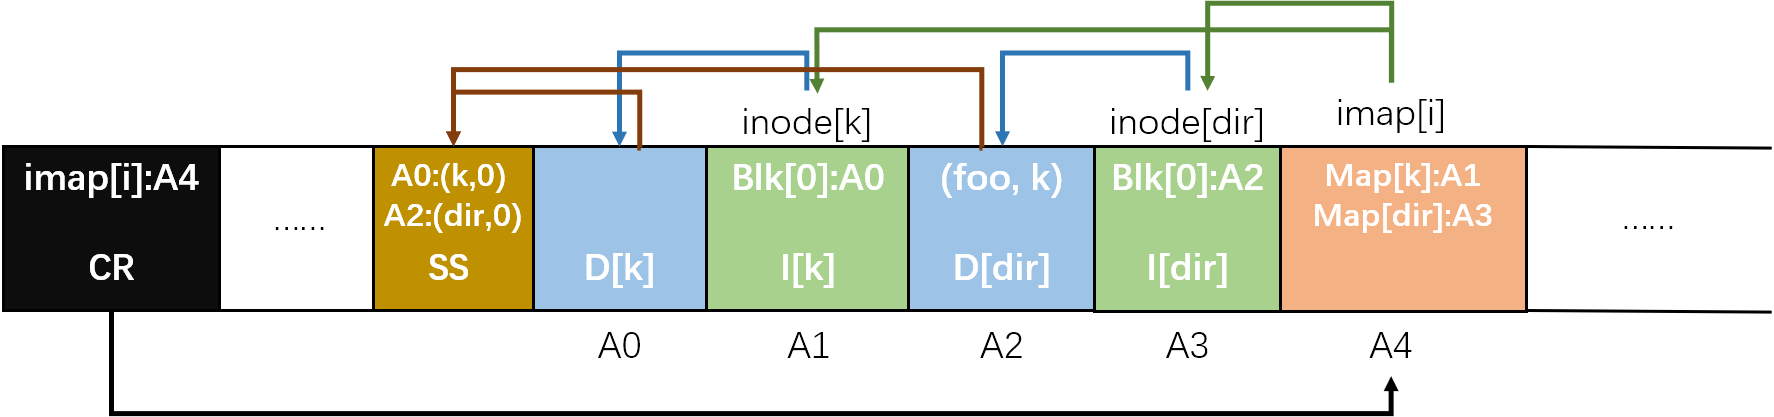 inode[k]
inode[dir]
imap[i]
imap[i]:A4
CR
......
A0:(k,0)
A2:(dir,0)
SS
D[k]
Blk[0]:A0
I[k]
(foo, k)
D[dir]
Blk[0]:A2
I[dir]
Map[k]:A1
Map[dir]:A3
......
A0
A1
A2
A3
A4